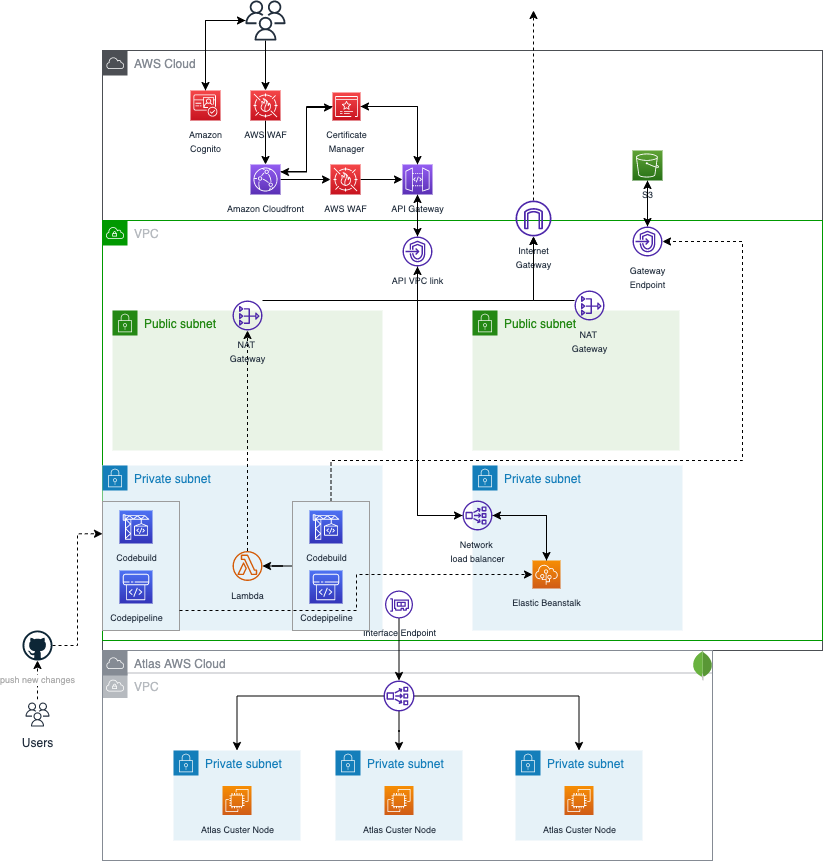 AWS Cloud
Amazon
Cognito
AWS WAF
Certificate
Manager
Amazon Cloudfront
AWS WAF
API Gateway
S3
VPC
Internet
Gateway
API VPC link
Gateway
Endpoint
Public subnet
NAT
Gateway
Public subnet
NAT
Gateway
Private subnet
Private subnet
Codebuild
Codepipeline
Lambda
Codebuild
Codepipeline
Network
load balancer
Elastic Beanstalk
Interface Endpoint
push new changes
Users
Atlas AWS Cloud
VPC
Private subnet
Atlas Custer Node
Private subnet
Atlas Custer Node
Private subnet
Atlas Custer Node